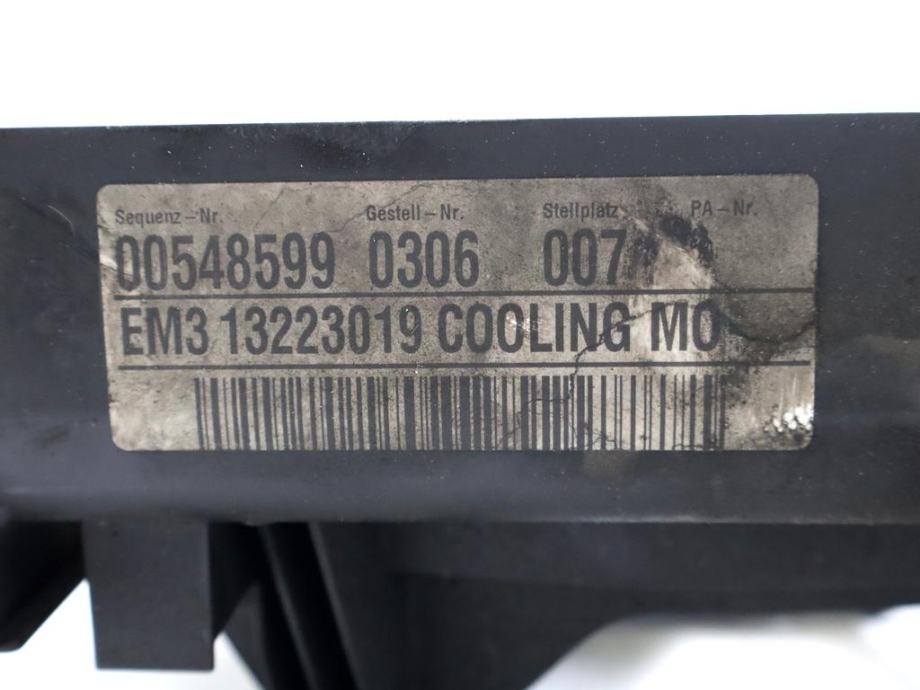 Sequenz-Nr. Gestell-Nr. Stellplatz PA-Nr.
00548599 0306 007
EM3 13223019 COOLING MO